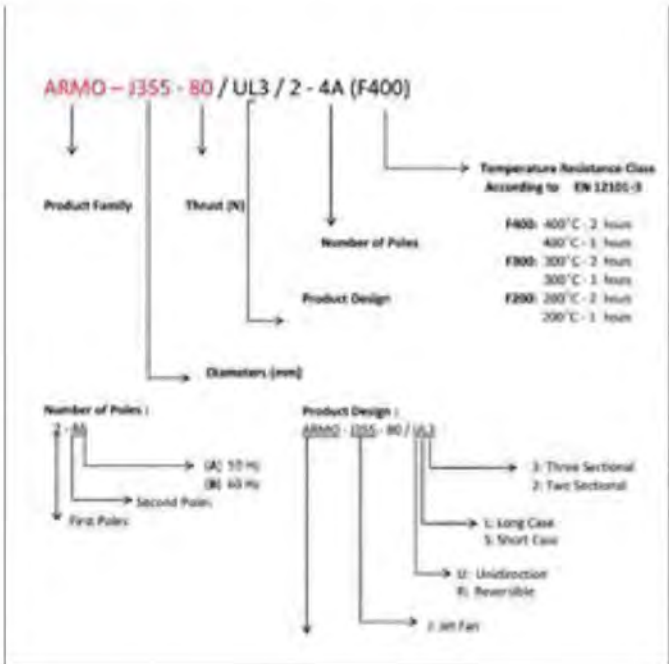 ARMO – J355 - 80 / UL3 / 2 - 4A (F400)
Temperature Resistance Class
According to EN 12101-3
Product Family
Thrust (N)
Number of Poles
F400: 400°C - 2 hours
400°C - 1 hours
F300: 300°C - 2 hours
300°C - 1 hours
F200: 200°C - 2 hours
200°C - 1 hours
Product Design
Diameters (mm)
Number of Poles :
2 -
(A) 50 Hz
(B) 60 Hz
Second Poles
First Poles
Product Design :
ARMO - J355 - 80 / UL3
3: Three Sectional
2: Two Sectional
L: Long Case
S: Short Case
U: Unidirection
R: Reversible
J: Jet Fan